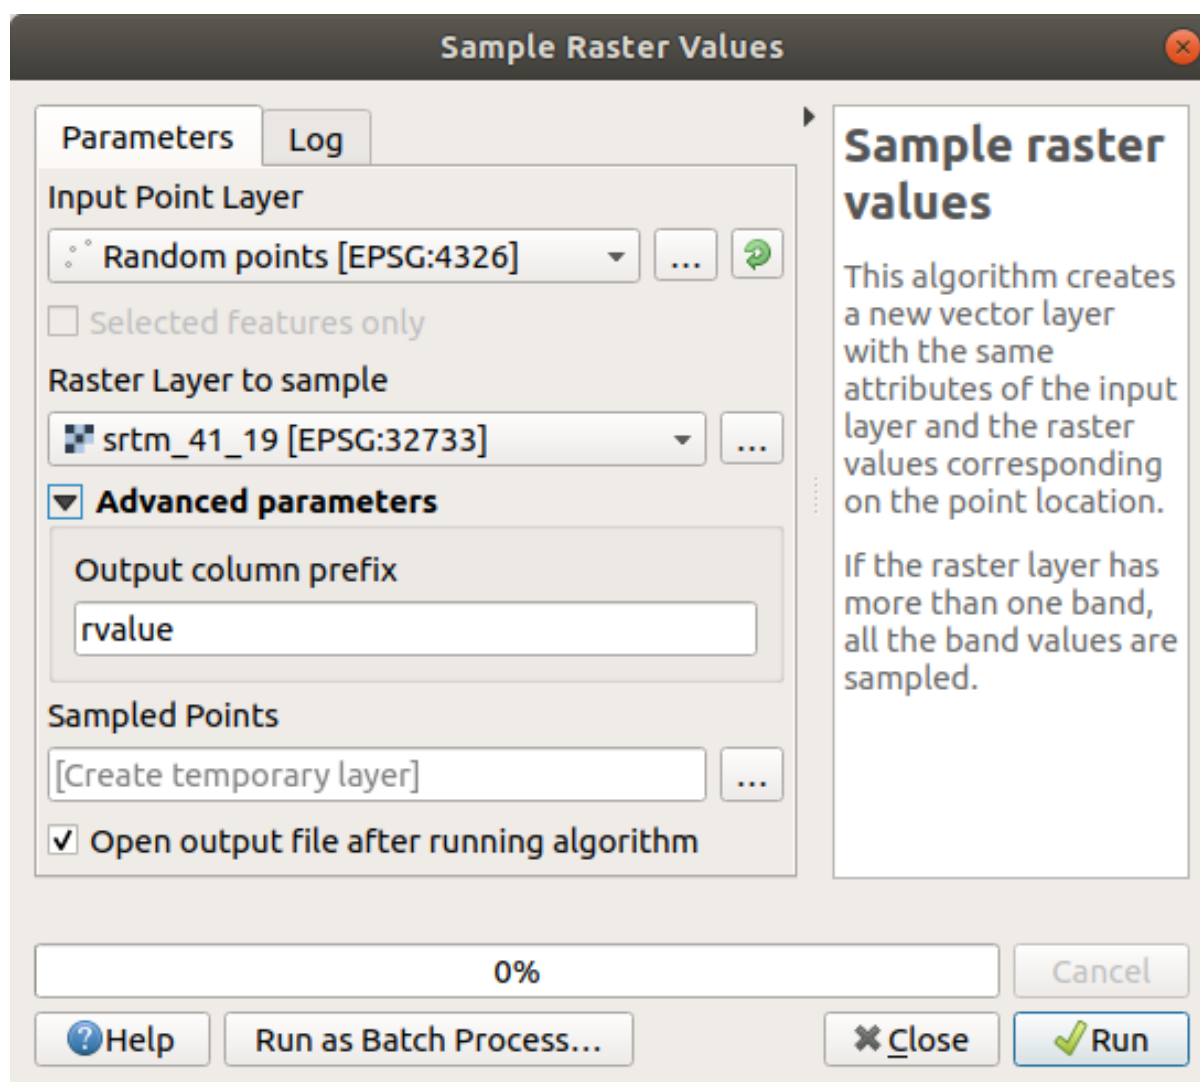 Sample Raster Values
Parameters
Log
Input Point Layer
Random points [EPSG:4326]
...
Selected features only
Raster Layer to sample
srtm_41_19 [EPSG:32733]
...
Advanced parameters
Output column prefix
rvalue
Sampled Points
[Create temporary layer]
...
Open output file after running algorithm
Sample raster
values
This algorithm creates
a new vector layer
with the same
attributes of the input
layer and the raster
values corresponding
on the point location.
If the raster layer has
more than one band,
all the band values are
sampled.
0%
Cancel
Help
Run as Batch Process...
Close
Run